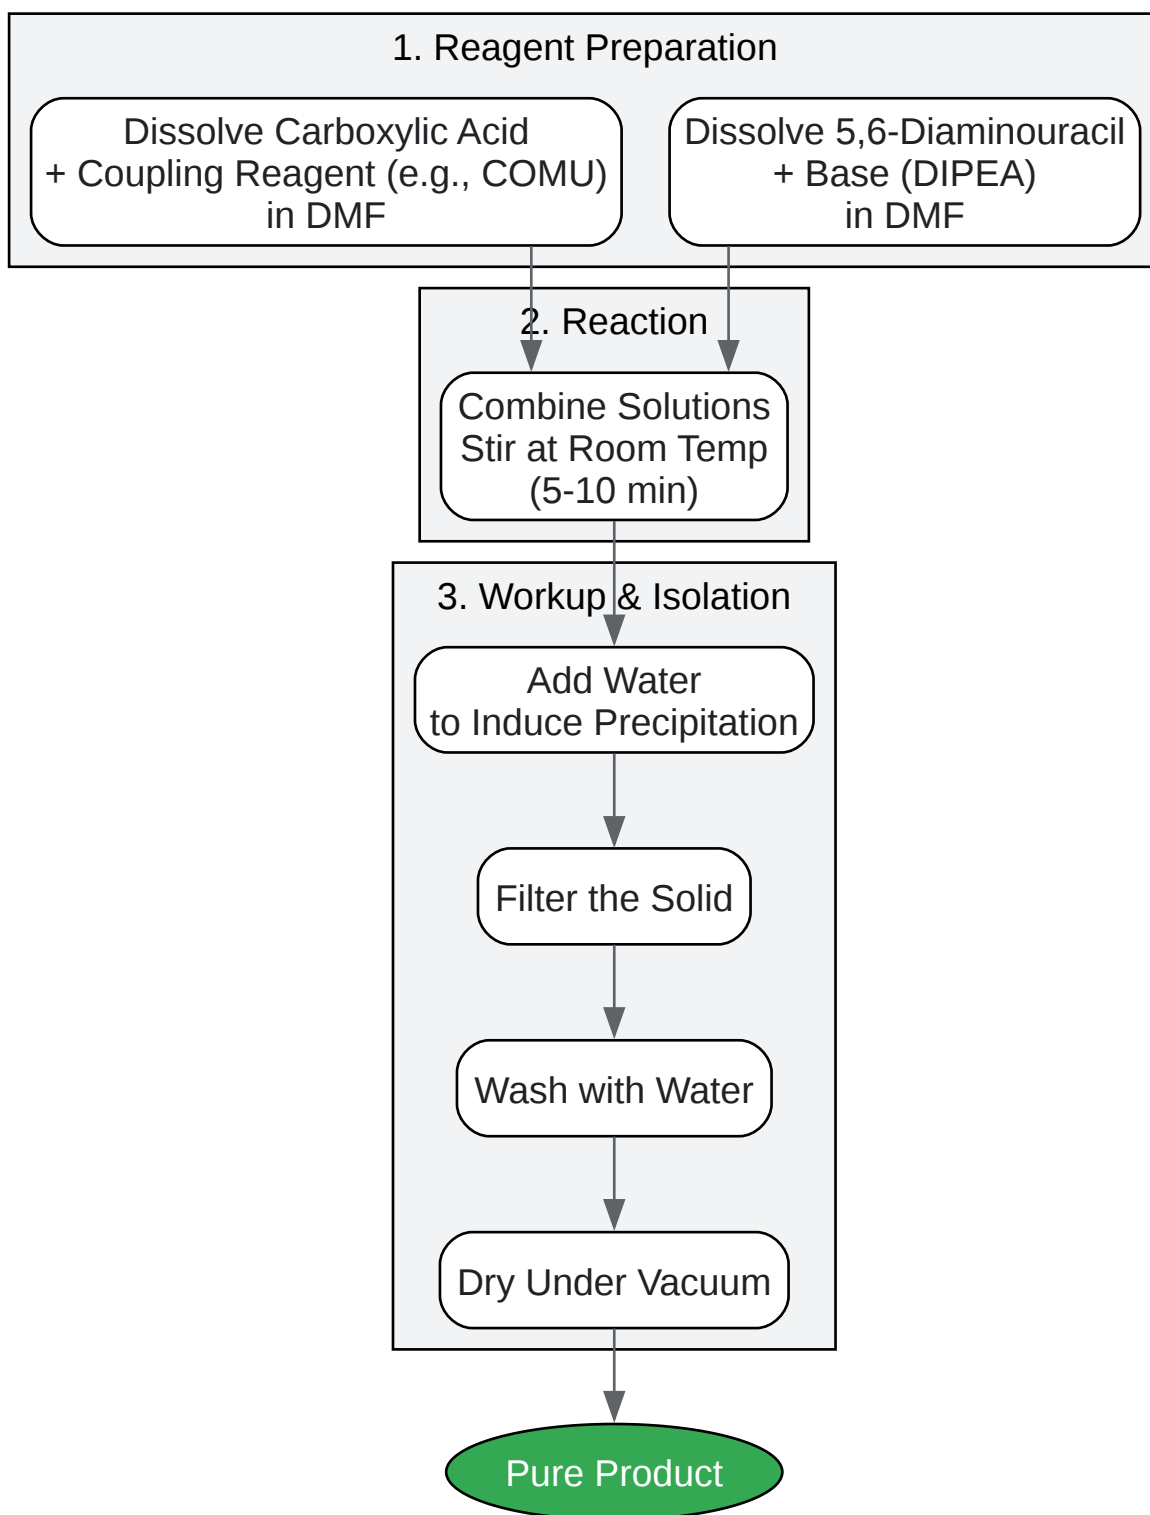 1. Reagent Preparation
Dissolve Carboxylic Acid
+ Coupling Reagent (e.g., COMU)
in DMF
Dissolve 5,6-Diaminouracil
+ Base (DIPEA)
in DMF
2. Reaction
Combine Solutions
Stir at Room Temp
(5-10 min)
3. Workup & Isolation
Add Water
to Induce Precipitation
Filter the Solid
Wash with Water
Dry Under Vacuum
Pure Product